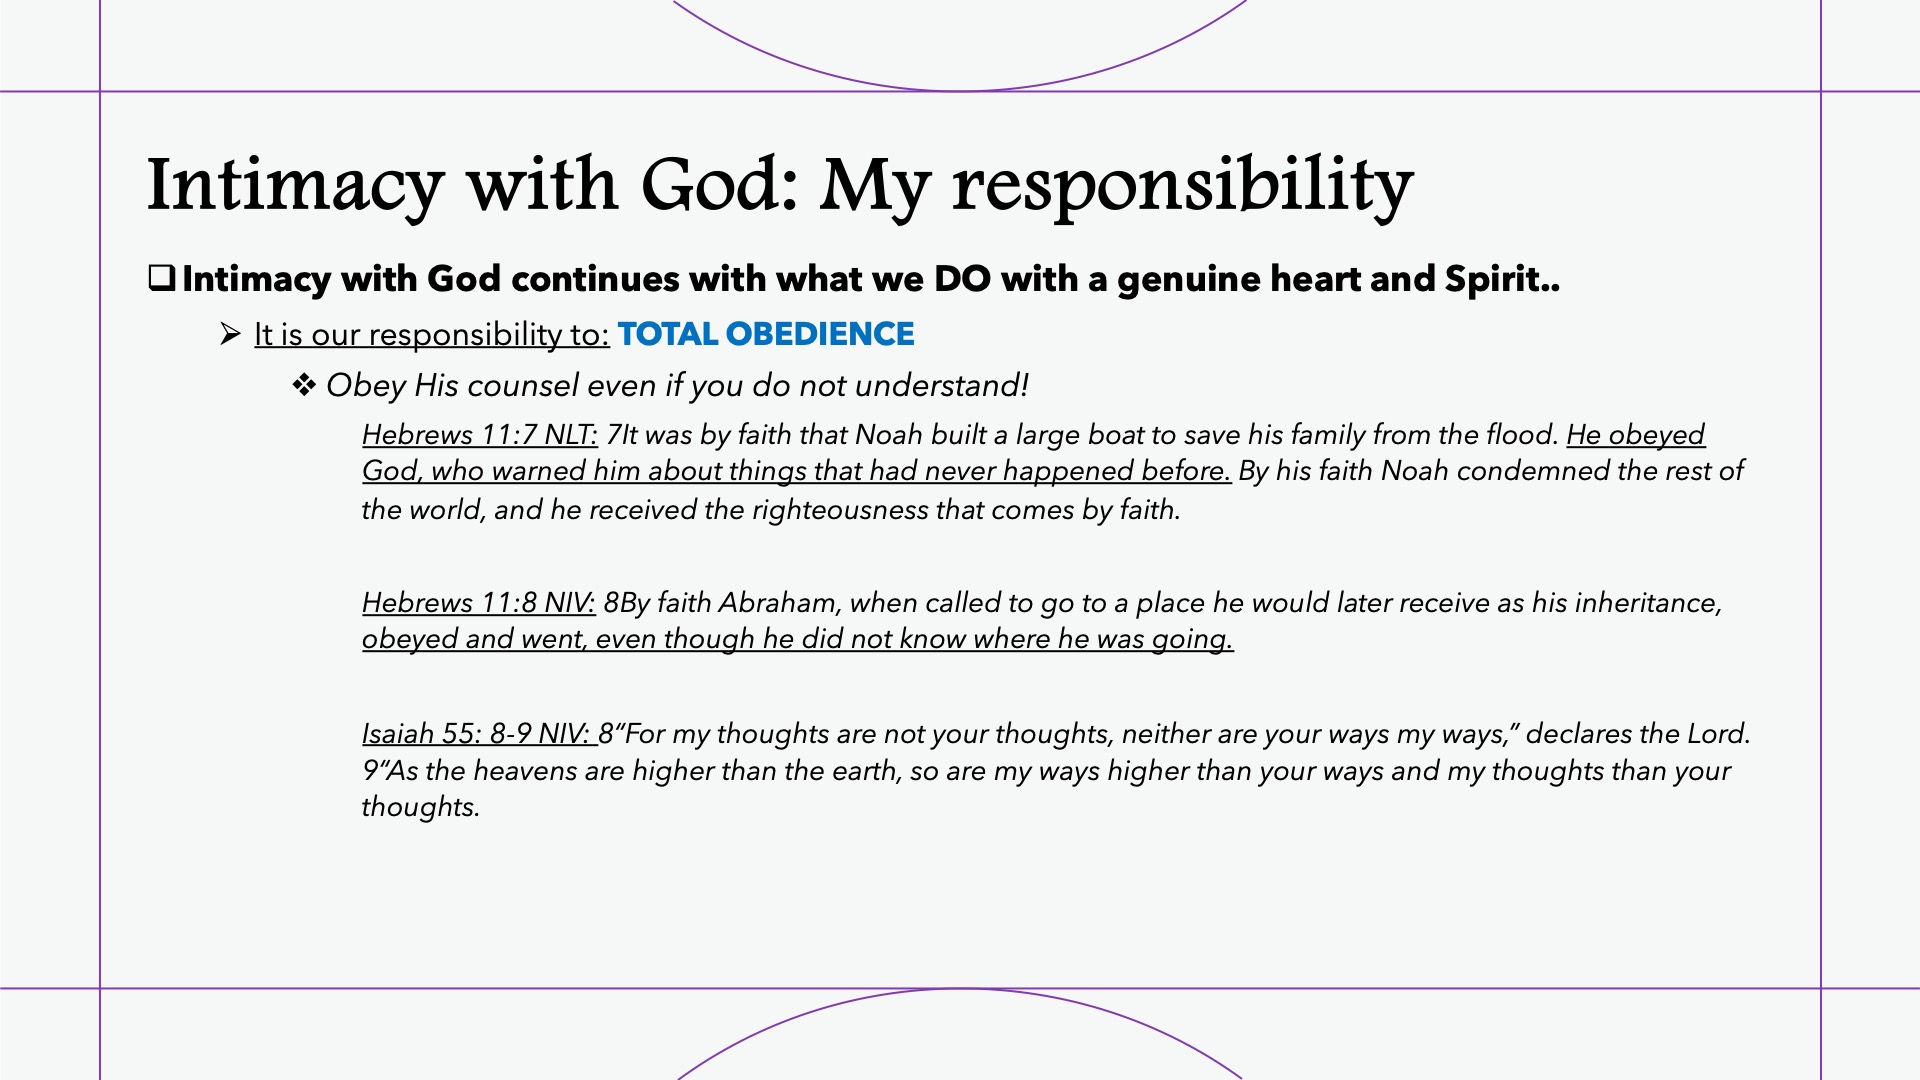 Intimacy with God: My responsibility
❑Intimacy with God continues with what we DO with a genuine heart and Spirit..
➢ It is our responsibility to: TOTAL OBEDIENCE
❖ Obey His counsel even if you do not understand!
Hebrews 11:7 NLT: 7It was by faith that Noah built a large boat to save his family from the flood. He obeyed
God, who warned him about things that had never happened before. By his faith Noah condemned the rest of
the world, and he received the righteousness that comes by faith.
Hebrews 11:8 NIV: 8By faith Abraham, when called to go to a place he would later receive as his inheritance,
obeyed and went, even though he did not know where he was going.
Isaiah 55: 8-9 NIV: 8“For my thoughts are not your thoughts, neither are your ways my ways,” declares the Lord.
9“As the heavens are higher than the earth, so are my ways higher than your ways and my thoughts than your
thoughts.